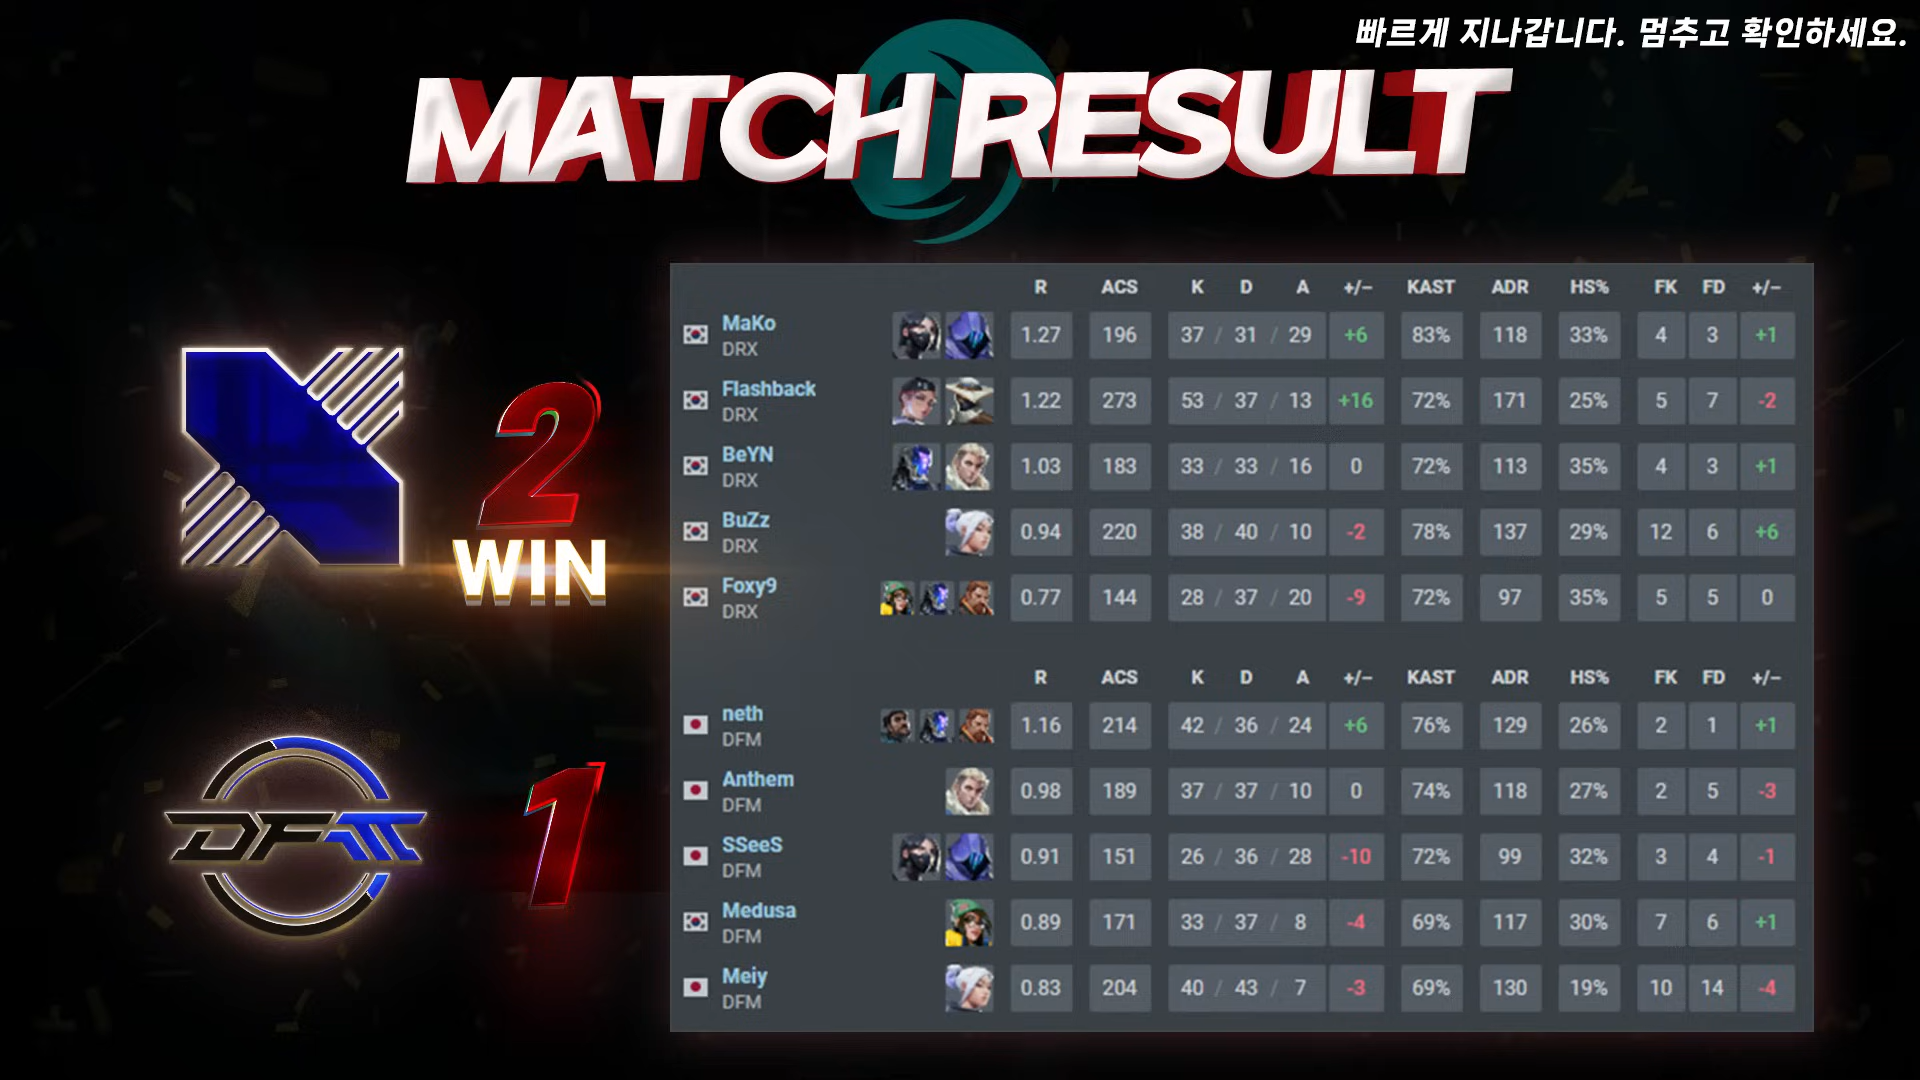 빠르게 지나갑니다. 멈추고 확인하세요.
MATCH RESULT
2
WIN
DFM
1
R ACS K D A +/– KAST ADR HS% FK FD +/–
MaKo DRX 1.27 196 37 / 31 / 29 +6 83% 118 33% 4 3 +1
Flashback DRX 1.22 273 53 / 37 / 13 +16 72% 171 25% 5 7 -2
BeYN DRX 1.03 183 33 / 33 / 16 0 72% 113 35% 4 3 +1
BuZz DRX 0.94 220 38 / 40 / 10 -2 78% 137 29% 12 6 +6
Foxy9 DRX 0.77 144 28 / 37 / 20 -9 72% 97 35% 5 5 0
R ACS K D A +/– KAST ADR HS% FK FD +/–
neth DFM 1.16 214 42 / 36 / 24 +6 76% 129 26% 2 1 +1
Anthem DFM 0.98 189 37 / 37 / 10 0 74% 118 27% 2 5 -3
SSeeS DFM 0.91 151 26 / 36 / 28 -10 72% 99 32% 3 4 -1
Medusa DFM 0.89 171 33 / 37 / 8 -4 69% 117 30% 7 6 +1
Meiy DFM 0.83 204 40 / 43 / 7 -3 69% 130 19% 10 14 -4